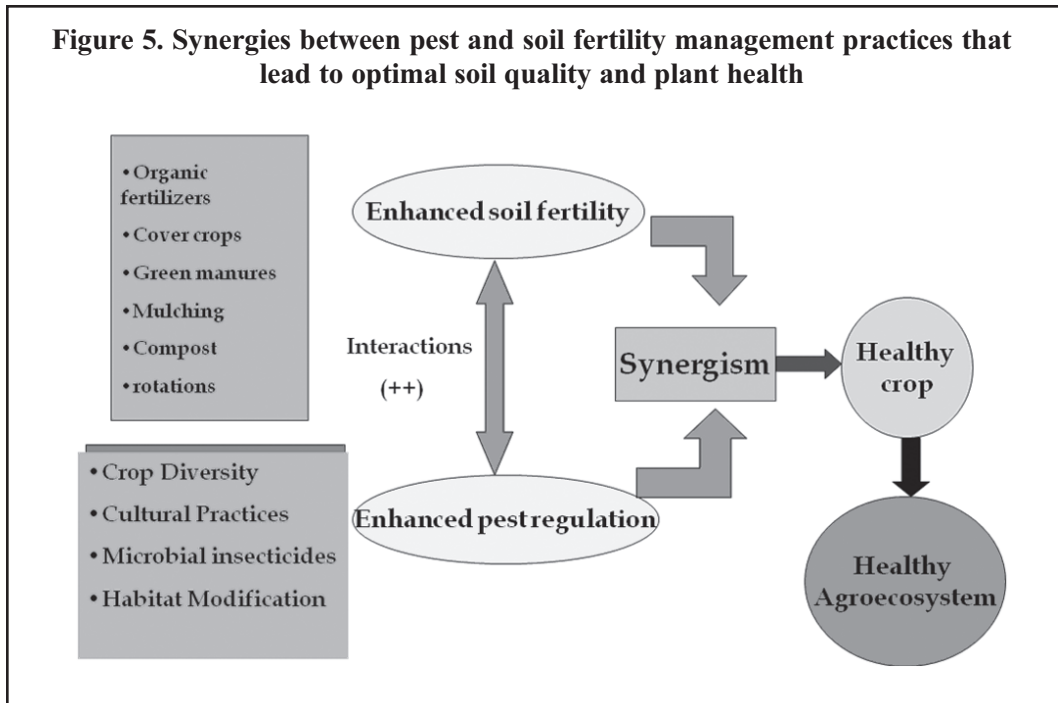 Figure 5. Synergies between pest and soil fertility management practices that
lead to optimal soil quality and plant health
• Organic
fertilizers
• Cover crops
• Green manures
• Mulching
• Compost
• rotations
• Crop Diversity
• Cultural Practices
• Microbial insecticides
• Habitat Modification
Enhanced soil fertility
Interactions
(++)
Enhanced pest regulation
Synergism
Healthy
crop
Healthy
Agroecosystem